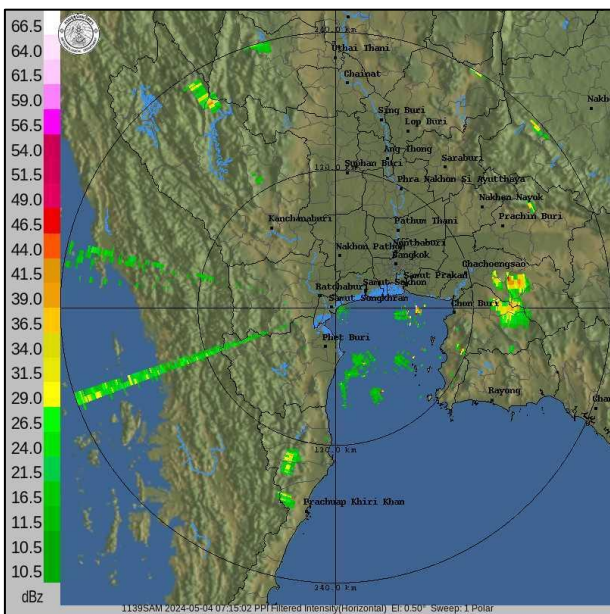 66.5
64.0
61.5
59.0
56.5
54.0
51.5
49.0
46.5
44.0
41.5
39.0
36.5
34.0
31.5
29.0
26.5
24.0
21.5
19.0
16.5
14.0
10.5
dBz
Uthai Thani
Chainat
Sing Buri
Lop Buri
Ang Thong
Saraburi
Suphan Buri
Phra Nakhon Si Ayutthaya
Nakhon Nayok
Prachin Buri
Kanchanaburi
Pathum Thani
Nonthaburi
Nakhon Pathom
Bangkok
Chachoengsao
Samut Prakan
Samut Sakhon
Ratchaburi
Samut Songkhram
Chon Buri
Phet Buri
Rayong
Prachuap Khiri Khan
120.0 km
240.0 km
1139SAM 2024-05-04 07:15:02 PPI Filtered Intensity(Horizontal) El: 0.50° Sweep: 1 Polar